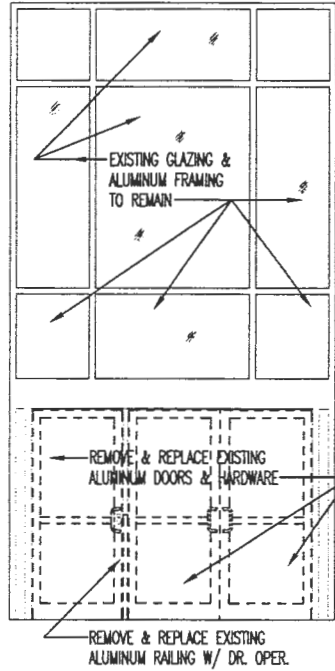 EXISTING GLAZING &
ALUMINUM FRAMING
TO REMAIN
REMOVE & REPLACE EXISTING
ALUMINUM DOORS & HARDWARE
REMOVE & REPLACE EXISTING
ALUMINUM RAILING W/ DR. OPER.